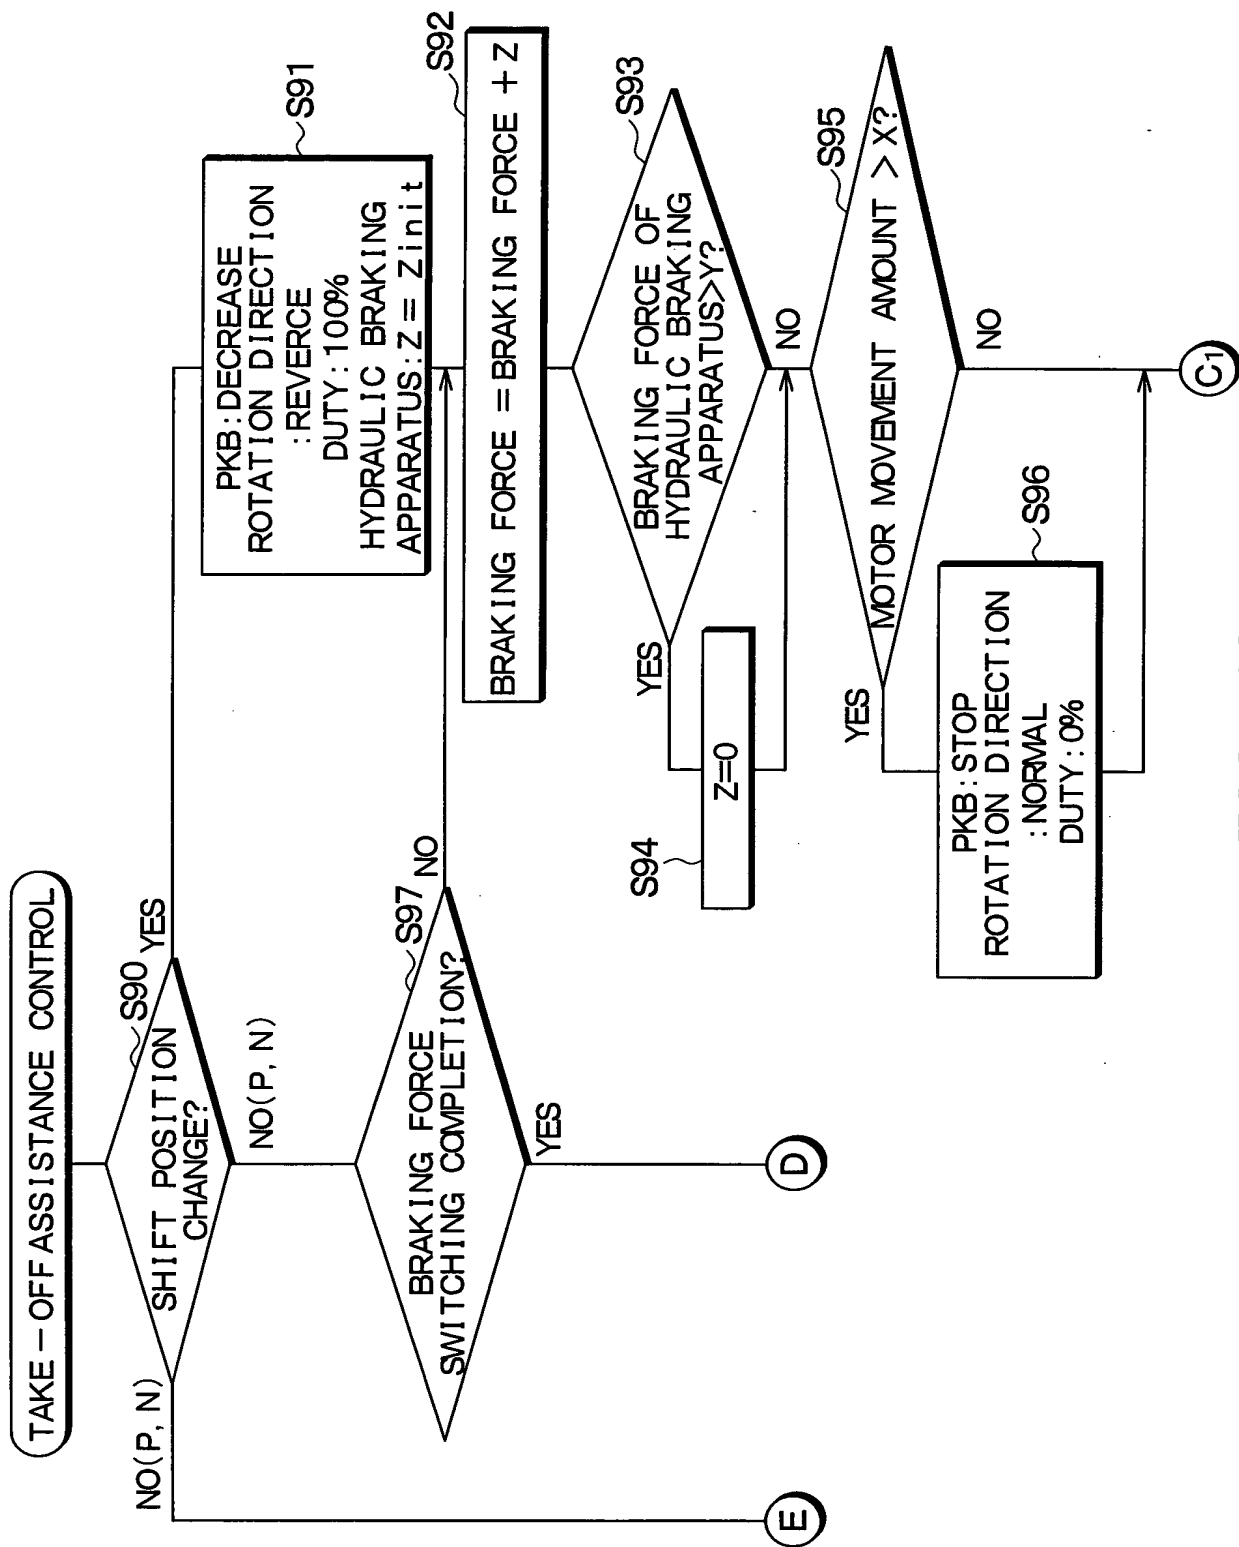 TAKE-OFF ASSISTANCE CONTROL
S90
SHIFT POSITION
CHANGE?
YES
NO(P, N)
NO(P, N)
S91
PKB:DECREASE
ROTATION DIRECTION
:REVERCE
DUTY:100%
HYDRAULIC BRAKING
APPARATUS:Z= Zinit
S97
BRAKING FORCE
SWITCHING COMPLETION?
NO
YES
S92
BRAKING FORCE = BRAKING FORCE +Z
S93
BRAKING FORCE OF
HYDRAULIC BRAKING
APPARATUS>Y?
YES
NO
S94
Z=0
S95
MOTOR MOVEMENT AMOUNT > X?
YES
NO
S96
PKB:STOP
ROTATION DIRECTION
:NORMAL
DUTY:0%
E
D
C1